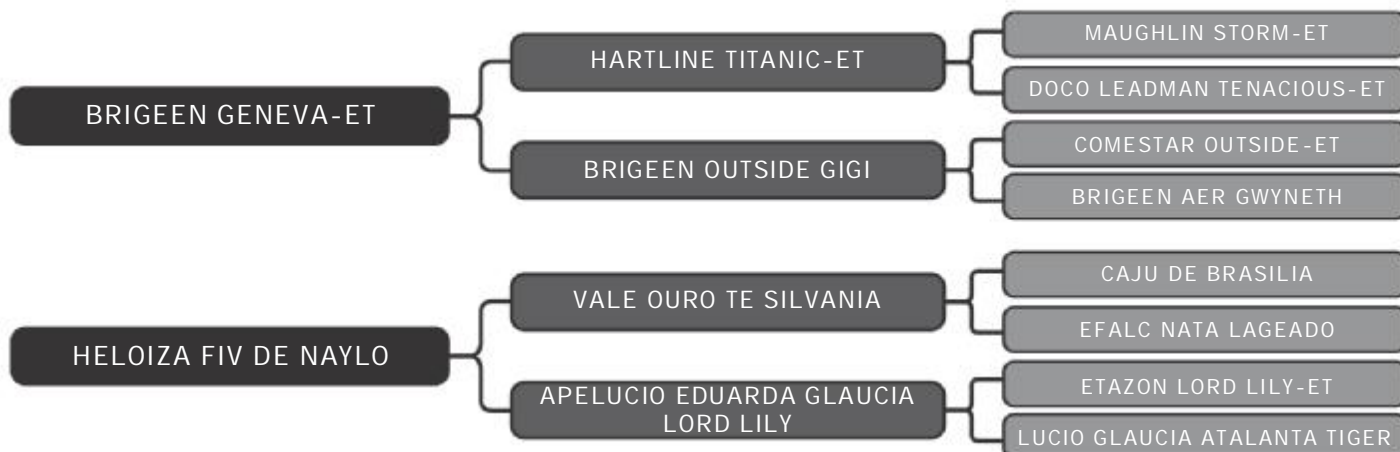 MAUGHLIN STORM-ET
HARTLINE TITANIC-ET
DOCO LEADMAN TENACIOUS-ET
BRIGEEN GENEVA-ET
COMESTAR OUTSIDE-ET
BRIGEEN OUTSIDE GIGI
BRIGEEN AER GWYNETH
CAJU DE BRASILIA
VALE OURO TE SILVANIA
EFALC NATA LAGEADO
HELOIZA FIV DE NAYLO
ETAZON LORD LILY-ET
APELUCIO EDUARDA GLAUCIA
LORD LILY
LUCIO GLAUCIA ATALANTA TIGER